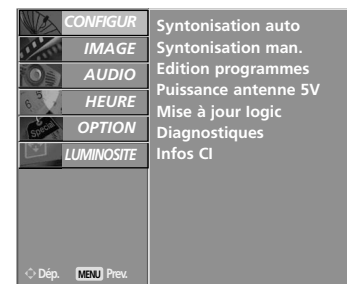 CONFIGUR
IMAGE
AUDIO
HEURE
OPTION
LUMINOSITE
Syntonisation auto
Syntonisation man.
Edition programmes
Puissance antenne 5V
Mise à jour logic
Diagnostiques
Infos CI
Dép. MENU Prev.